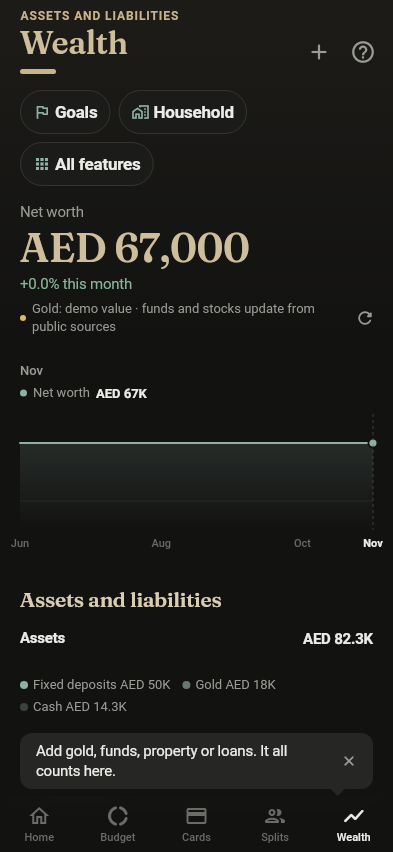 ASSETS AND LIABILITIES
Wealth
Goals
Household
All features
Net worth
AED 67,000
+0.0% this month
Gold: demo value · funds and stocks update from
public sources
Nov
Net worth AED 67K
Jun Aug Oct Nov
Assets and liabilities
Assets AED 82.3K
Fixed deposits AED 50K Gold AED 18K
Cash AED 14.3K
Add gold, funds, property or loans. It all
counts here.
Home Budget Cards Splits Wealth